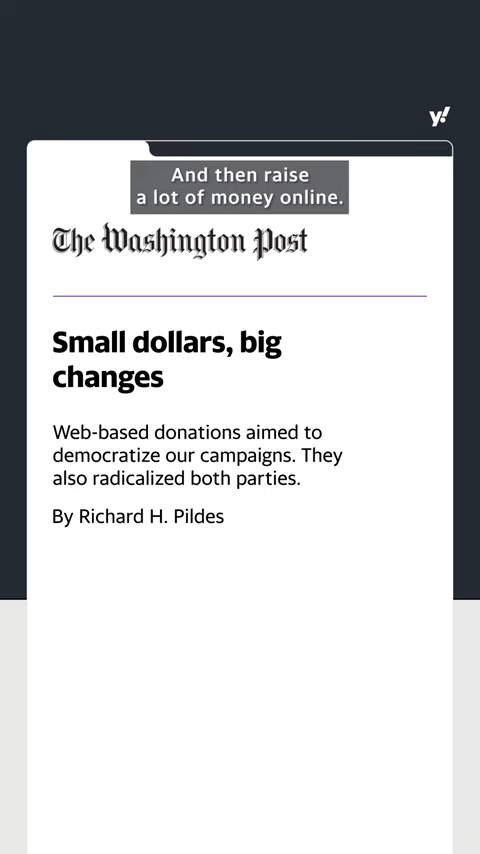 y!
And then raise
a lot of money online.
The Washington Post
Small dollars, big
changes
Web-based donations aimed to
democratize our campaigns. They
also radicalized both parties.
By Richard H. Pildes